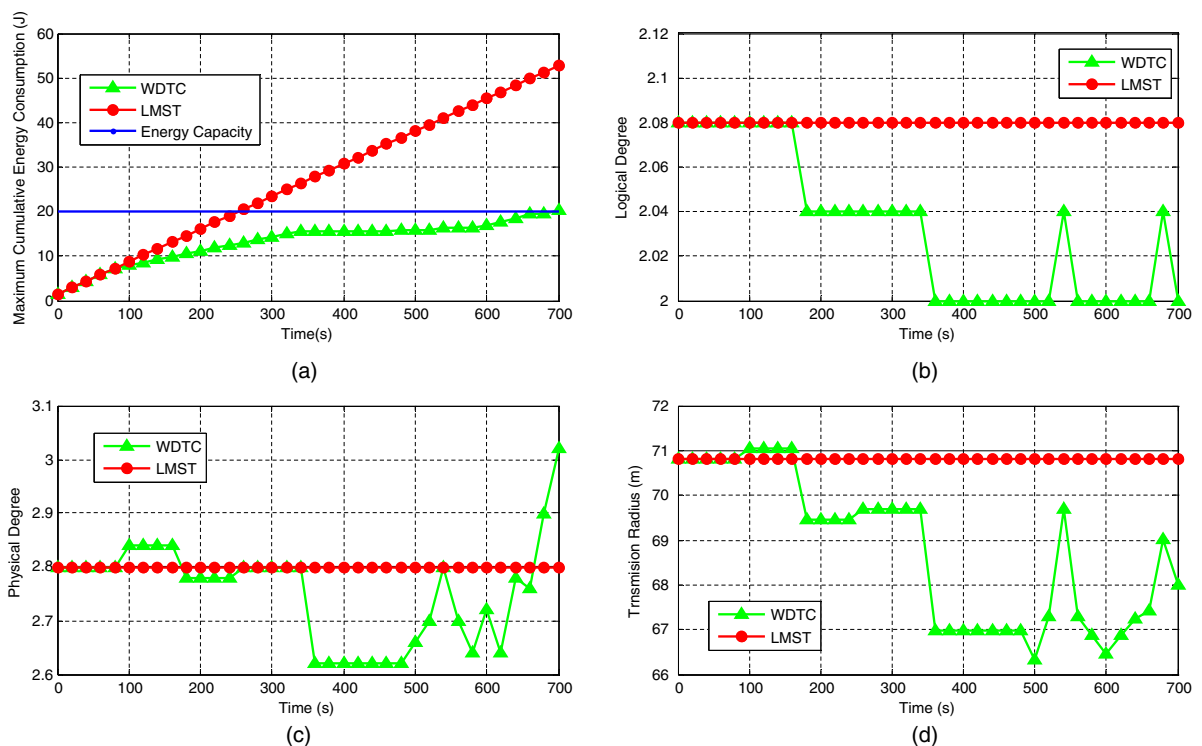 Maximum Cumulative Energy Consumption (J)
60
50
40
30
20
10
0
WDTC
LMST
Energy Capacity
0 100 200 300 400 500 600 700
Time(s)
(a)
Logical Degree
2.12
2.1
2.08
2.06
2.04
2.02
2
WDTC
LMST
0 100 200 300 400 500 600 700
Time (s)
(b)
Physical Degree
3.1
3
2.9
2.8
2.7
2.6
WDTC
LMST
0 100 200 300 400 500 600 700
Time (s)
(c)
Trnsmision Radius (m)
72
71
70
69
68
67
66
WDTC
LMST
0 100 200 300 400 500 600 700
Time (s)
(d)